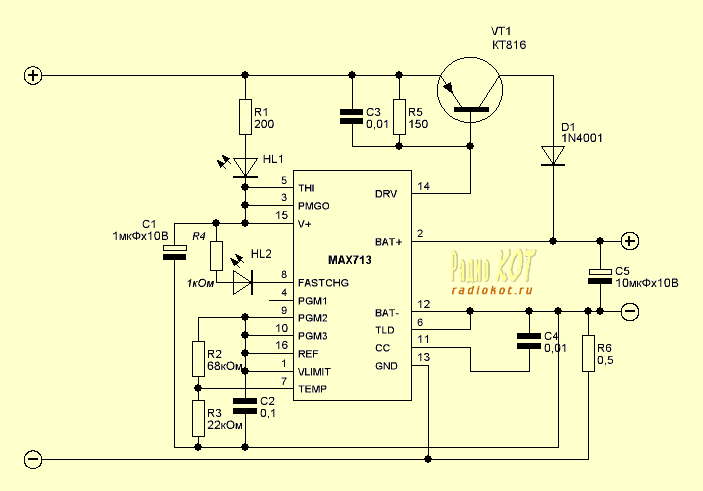 VT1
КТ816
+
R1
200
C3
0,01
R5
150
D1
1N4001
HL1
5
THI
3
PMGO
15
V+
DRV
14
C1
1мкФх10В
R4
HL2
1кОм
MAX713
BAT+
2
+
Радио КОТ
radiokot.ru
C5
10мкФх10В
8
FASTCHG
4
PGM1
9
PGM2
10
PGM3
16
REF
1
VLIMIT
7
TEMP
BAT-
12
−
TLD
6
CC
11
GND
13
C4
0,01
R6
0,5
R2
68кОм
R3
22кОм
C2
0,1
−